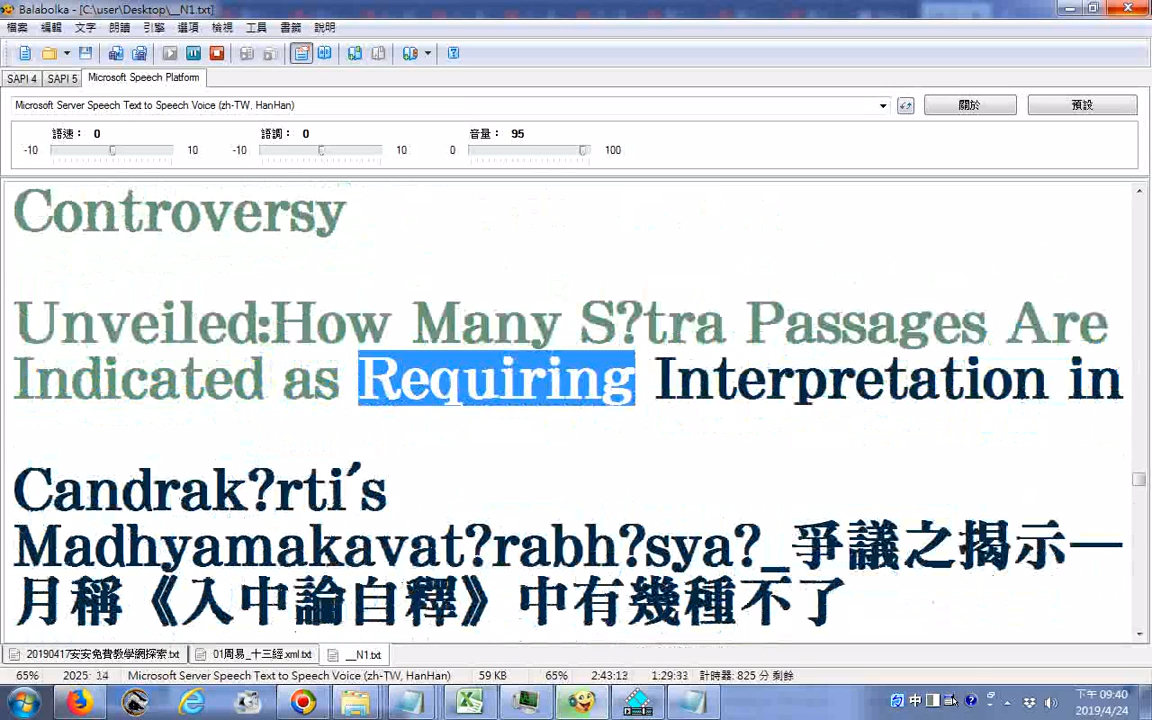 Balabolka - [C:\user\Desktop\__N1.txt]
檔案 編輯 文字 朗讀 引擎 選項 檢視 工具 書籤 說明
SAPI 4 SAPI 5 Microsoft Speech Platform
Microsoft Server Speech Text to Speech Voice (zh-TW, HanHan) 關於 預設
語速： 0 語調： 0 音量： 95
-10 10 -10 10 0 100
Controversy
Unveiled:How Many S?tra Passages Are
Indicated as Requiring Interpretation in
Candrak?rti's
Madhyamakavat?rabh?sya?_爭議之揭示—
月稱《入中論自釋》中有幾種不了
20190417安安免費教學網探索.txt 01周易_十三經.xml.txt __N1.txt
65% 2025: 14 Microsoft Server Speech Text to Speech Voice (zh-TW, HanHan) 59 KB 65% 2:43:12 1:29:33 計時器: 825 分 剩餘
中 下午 09:40
2019/4/24